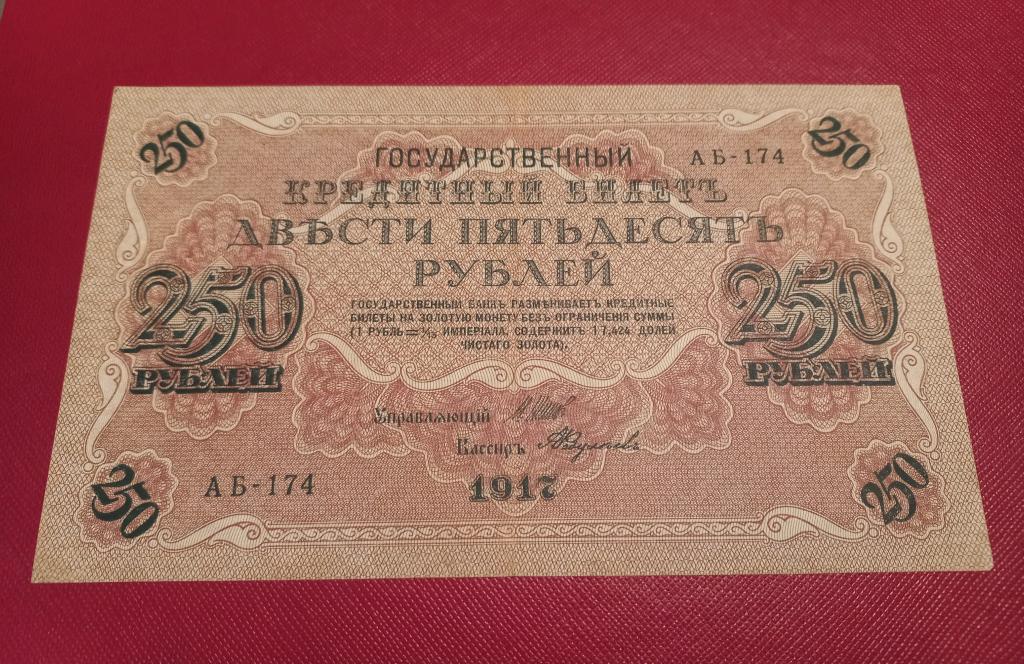 250
250
ГОСУДАРСТВЕННЫЙ АБ-174
КРЕДИТНЫЙ БИЛЕТЪ
ДВѢСТИ ПЯТЬДЕСЯТЪ
РУБЛЕЙ
250 РУБЛЕЙ
ГОСУДАРСТВЕННЫЙ БАНКЪ РАЗМѢНИВАЕТЪ КРЕДИТНЫЕ
БИЛЕТЫ НА ЗОЛОТУЮ МОНЕТУ БЕЗЪ ОГРАНИЧЕНІЯ СУММЫ
(1 РУБЛЬ=1/15 ИМПЕРІАЛА, СОДЕРЖИТЪ 17,424 ДОЛЕЙ
ЧИСТАГО ЗОЛОТА).
250 РУБЛЕЙ
Управляющій
Кассиръ
250
АБ-174
1917
250